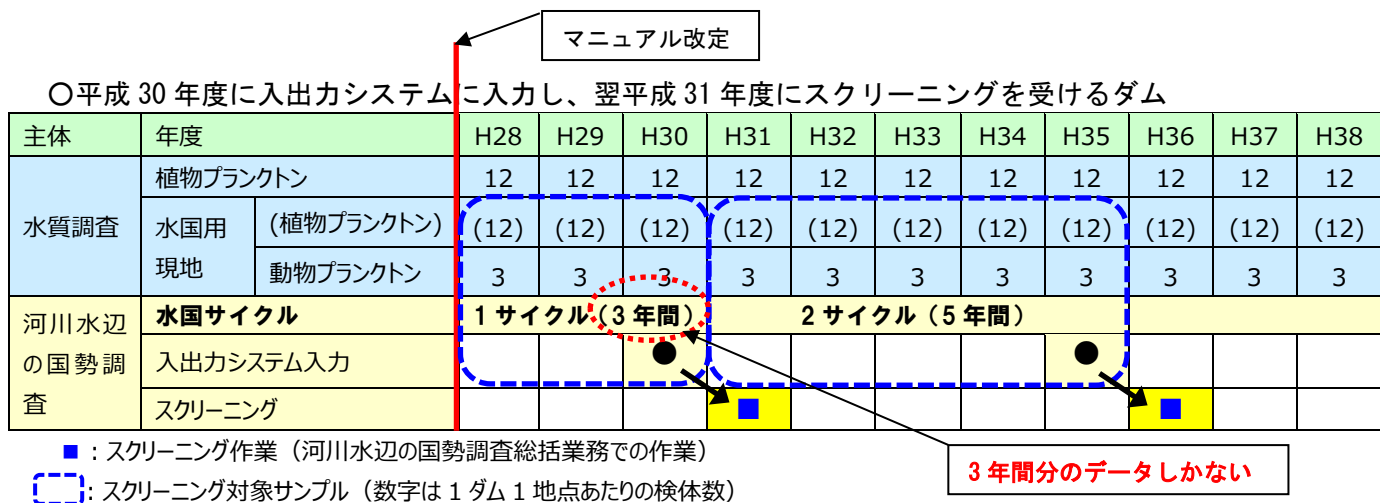 マニュアル改定
〇平成 30 年度に入出力システムに入力し、翌平成 31 年度にスクリーニングを受けるダム
主体 年度 H28 H29 H30 H31 H32 H33 H34 H35 H36 H37 H38
水質調査 植物プランクトン 12 12 12 12 12 12 12 12 12 12 12
水国用現地 (植物プランクトン) (12) (12) (12) (12) (12) (12) (12) (12) (12) (12) (12)
動物プランクトン 3 3 3 3 3 3 3 3 3 3 3
河川水辺の国勢調査 水国サイクル 1 サイクル（3 年間） 2 サイクル（5 年間）
入出力システム入力 ● ●
スクリーニング ■ ■
■：スクリーニング作業（河川水辺の国勢調査総括業務での作業）
3 年間分のデータしかない
：スクリーニング対象サンプル（数字は 1 ダム 1 地点あたりの検体数）